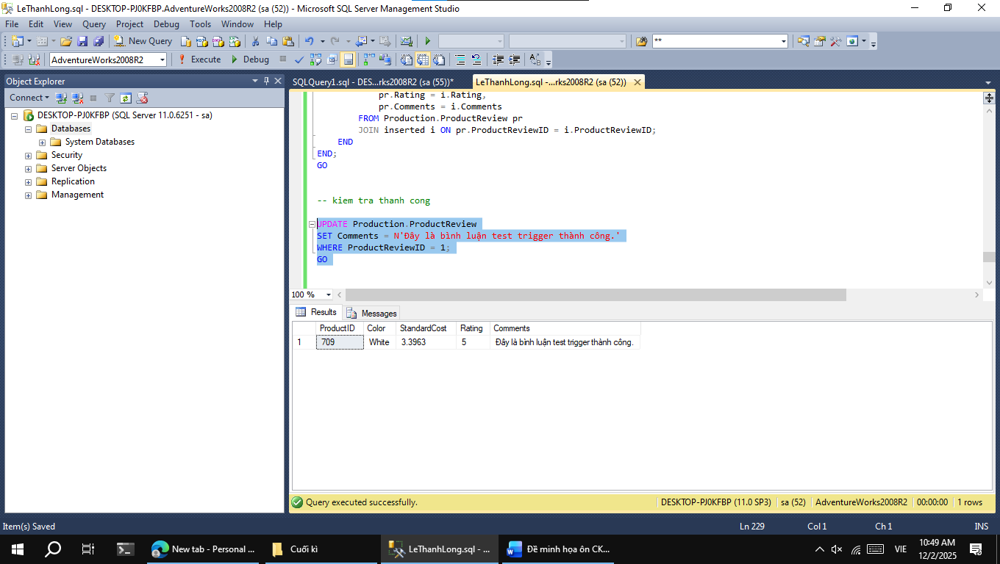 LeThanhLong.sql - DESKTOP-PJ0KFBP.AdventureWorks2008R2 (sa (52)) - Microsoft SQL Server Management Studio
File Edit View Query Project Debug Tools Window Help
New Query **
AdventureWorks2008R2 Execute Debug
Object Explorer
Connect
DESKTOP-PJ0KFBP (SQL Server 11.0.6251 - sa)
Databases
System Databases
Security
Server Objects
Replication
Management
SQLQuery1.sql - DES...rks2008R2 (sa (55))* LeThanhLong.sql -...rks2008R2 (sa (52))
pr.Rating = i.Rating,
pr.Comments = i.Comments
FROM Production.ProductReview pr
JOIN inserted i ON pr.ProductReviewID = i.ProductReviewID;
END
END;
GO
-- kiem tra thanh cong
UPDATE Production.ProductReview
SET Comments = N'Đây là bình luận test trigger thành công.'
WHERE ProductReviewID = 1;
GO
100 %
Results Messages
ProductID Color StandardCost Rating Comments
1 709 White 3.3963 5 Đây là bình luận test trigger thành công.
Query executed successfully. DESKTOP-PJ0KFBP (11.0 SP3) sa (52) AdventureWorks2008R2 00:00:00 1 rows
Item(s) Saved Ln 229 Col 1 Ch 1 INS
New tab - Personal ... Cuối kì LeThanhLong.sql - ... Đề minh họa ôn CK... VIE 10:49 AM
12/2/2025